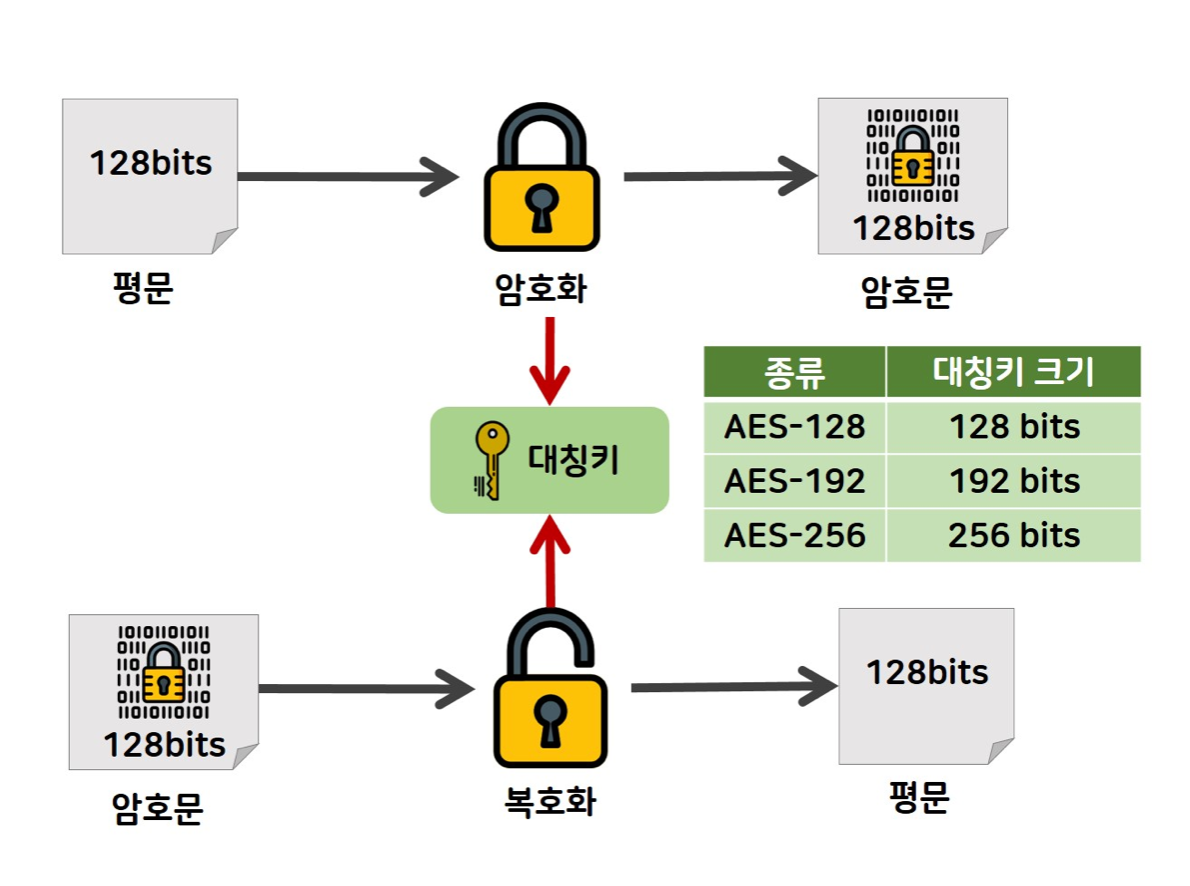 128bits
평문
암호화
128bits
암호문
대칭키
종류 대칭키 크기
AES-128 128 bits
AES-192 192 bits
AES-256 256 bits
128bits
암호문
복호화
128bits
평문